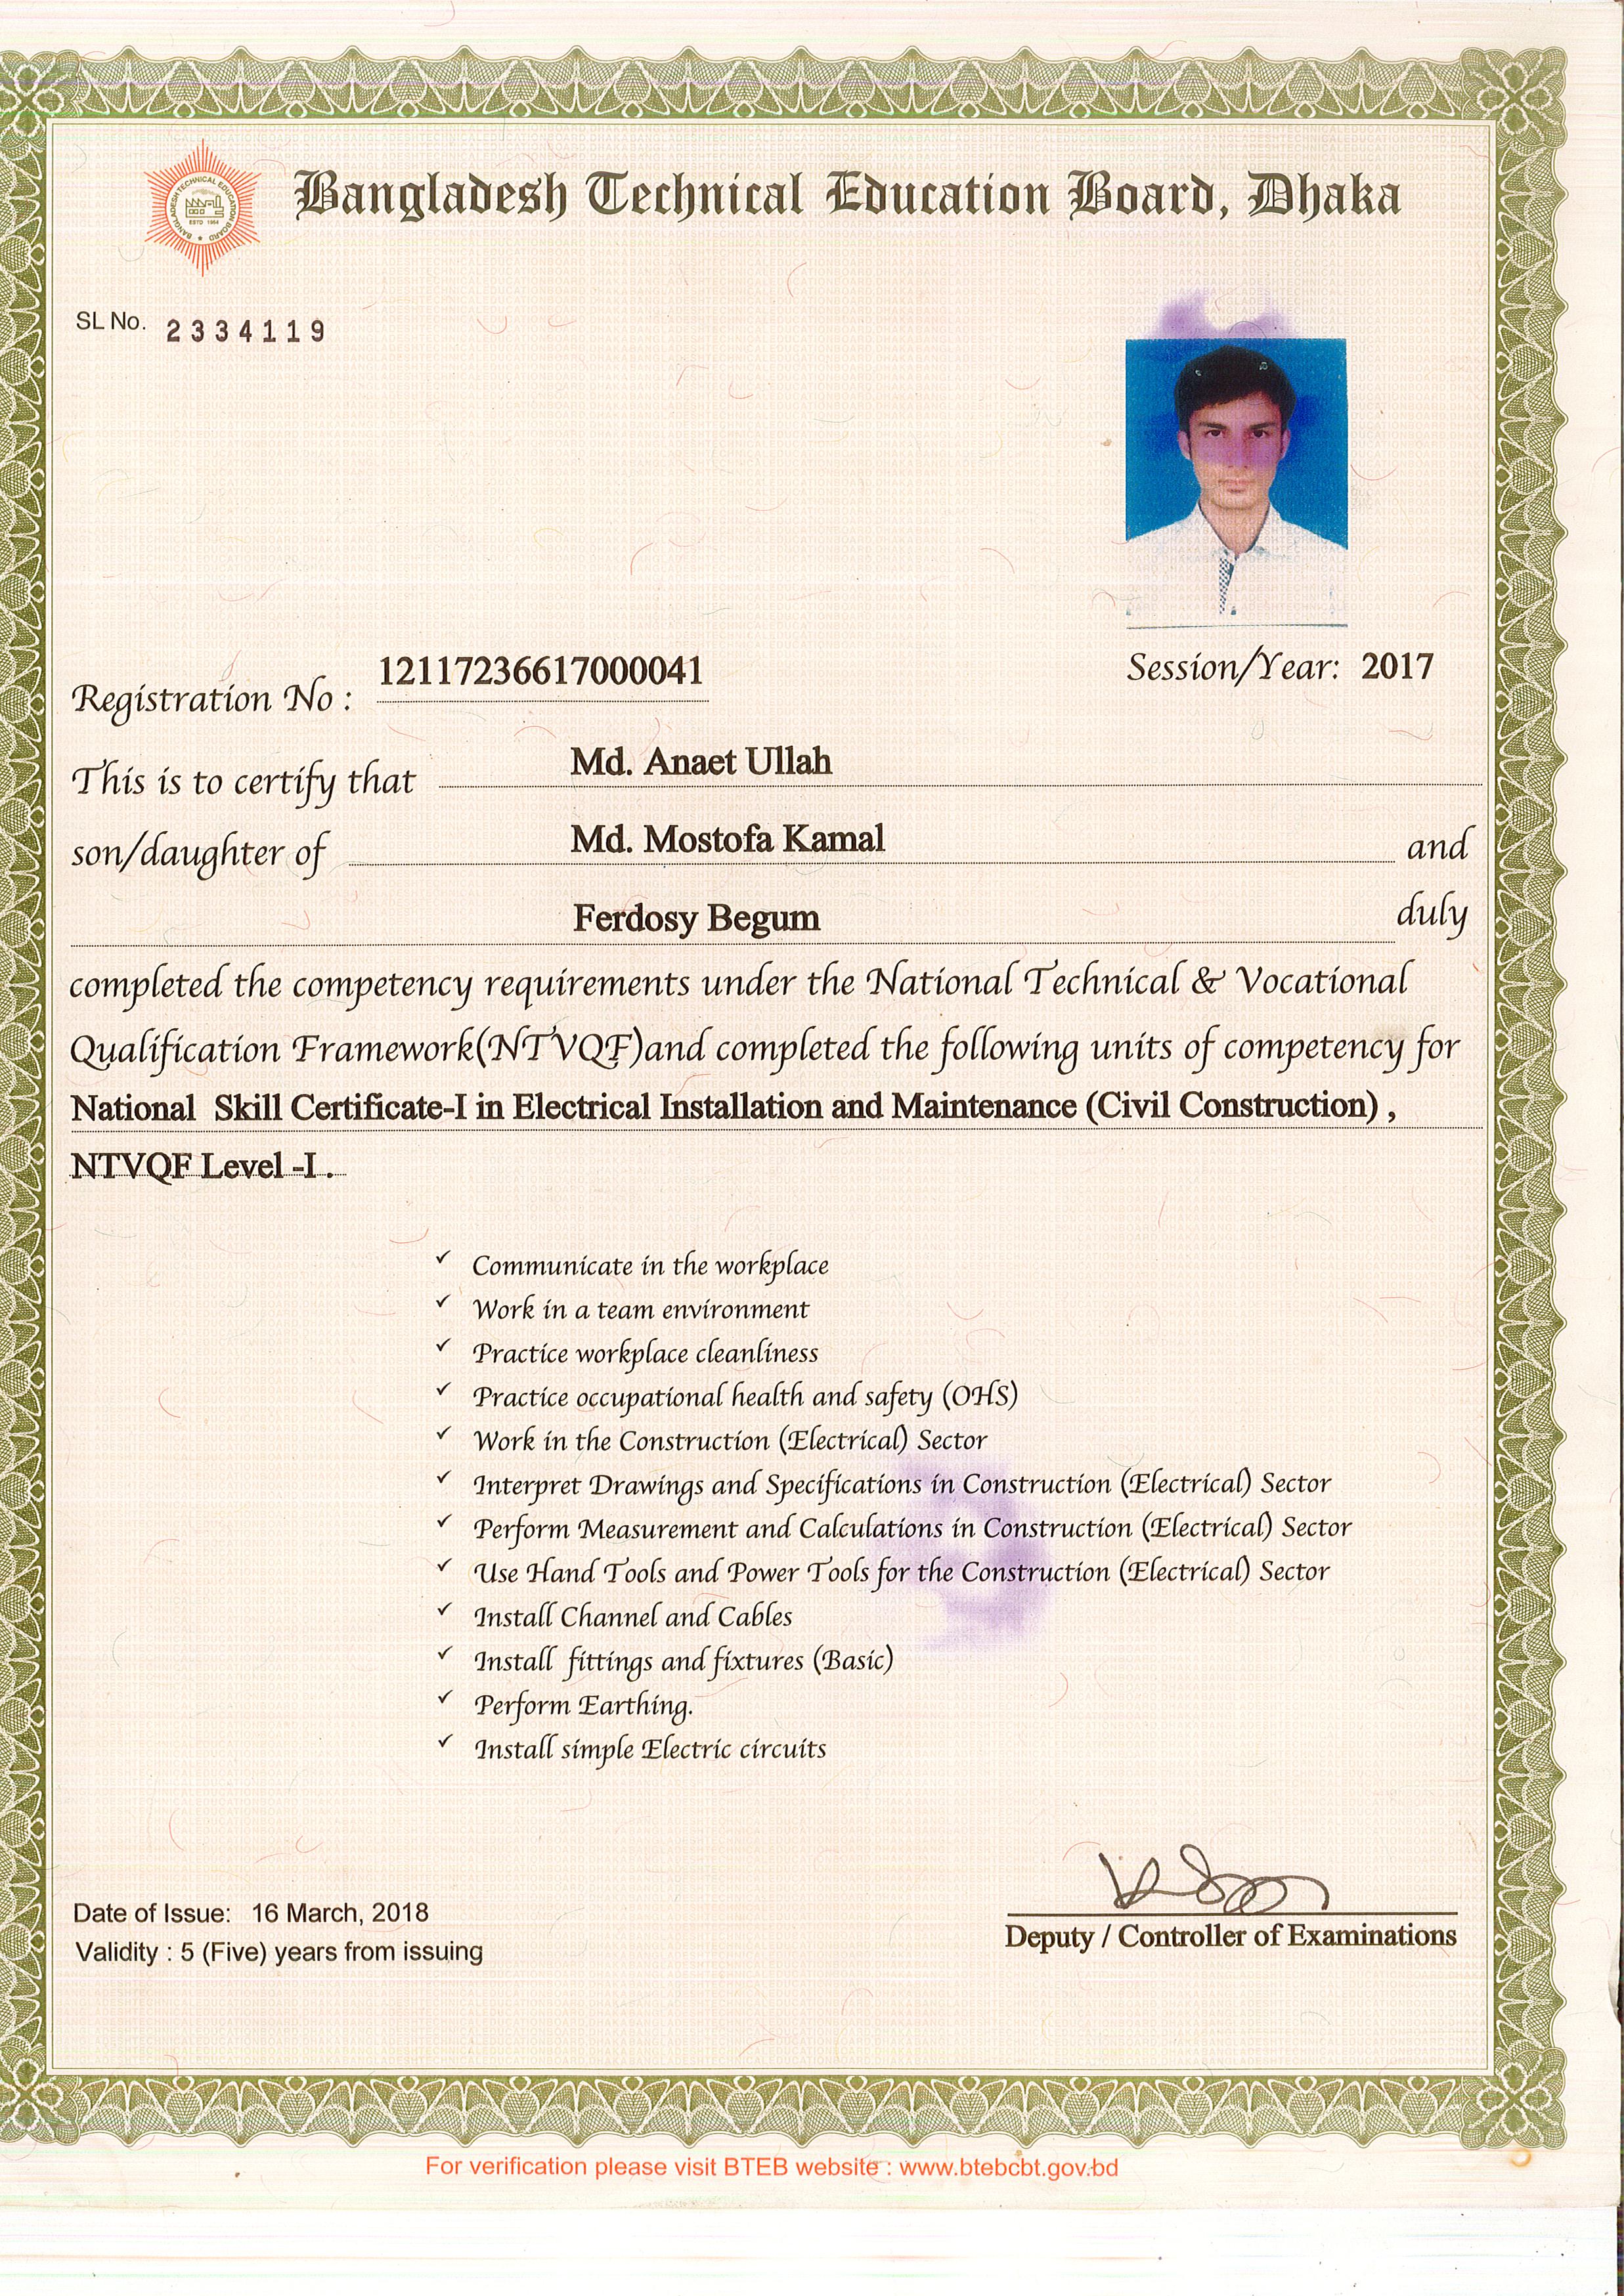 Bangladesh Technical Education Board, Dhaka
BANGLADESH TECHNICAL EDUCATION BOARD
ESTD 1954
SL No. 2334119
Registration No : 12117236617000041
Session/Year: 2017
This is to certify that Md. Anaet Ullah
son/daughter of Md. Mostofa Kamal and
Ferdosy Begum duly
completed the competency requirements under the National Technical & Vocational
Qualification Framework(NTVQF)and completed the following units of competency for
National Skill Certificate-I in Electrical Installation and Maintenance (Civil Construction) ,
NTVQF Level -I .
✓ Communicate in the workplace
✓ Work in a team environment
✓ Practice workplace cleanliness
✓ Practice occupational health and safety (OHS)
✓ Work in the Construction (Electrical) Sector
✓ Interpret Drawings and Specifications in Construction (Electrical) Sector
✓ Perform Measurement and Calculations in Construction (Electrical) Sector
✓ Use Hand Tools and Power Tools for the Construction (Electrical) Sector
✓ Install Channel and Cables
✓ Install fittings and fixtures (Basic)
✓ Perform Earthing.
✓ Install simple Electric circuits
Date of Issue: 16 March, 2018
Validity : 5 (Five) years from issuing
Deputy / Controller of Examinations
For verification please visit BTEB website : www.btebcbt.gov.bd